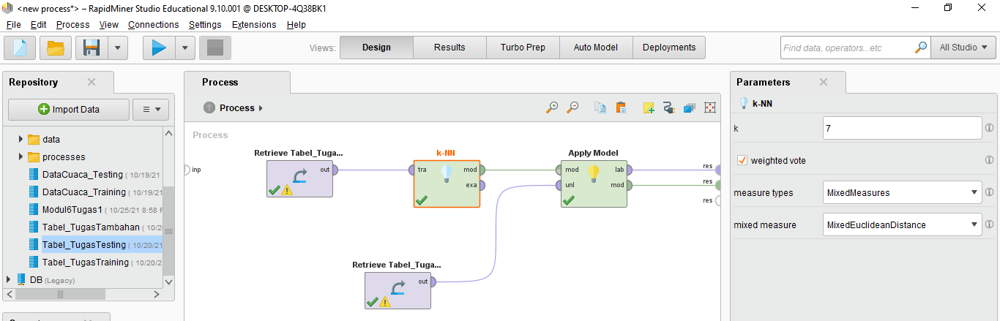 <new process*> – RapidMiner Studio Educational 9.10.001 @ DESKTOP-4Q38BK1
File Edit Process View Connections Settings Extensions Help
Views: Design Results Turbo Prep Auto Model Deployments
Find data, operators...etc
All Studio
Repository
Import Data
data
processes
DataCuaca_Testing ( 10/19/21
DataCuaca_Training ( 10/19/21
Modul6Tugas1 ( 10/25/21 8:58
Tabel_TugasTambahan ( 10/2
Tabel_TugasTesting ( 10/20/21
Tabel_TugasTraining ( 10/20/2
DB (Legacy)
Process
Process
Process
inp
Retrieve Tabel_Tuga...
out
k-NN
tra mod
exa
Apply Model
mod lab
unl mod
res
res
res
Retrieve Tabel_Tuga...
out
Parameters
k-NN
k 7
weighted vote
measure types MixedMeasures
mixed measure MixedEuclideanDistance